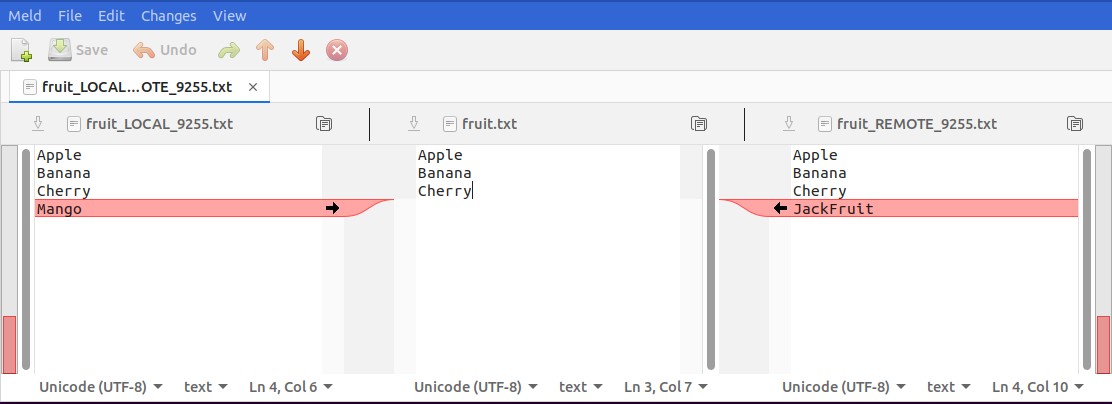 Meld File Edit Changes View
Save Undo
fruit_LOCAL...OTE_9255.txt ×
fruit_LOCAL_9255.txt
Apple
Banana
Cherry
Mango
Unicode (UTF-8) text Ln 4, Col 6
fruit.txt
Apple
Banana
Cherry
Unicode (UTF-8) text Ln 3, Col 7
fruit_REMOTE_9255.txt
Apple
Banana
Cherry
JackFruit
Unicode (UTF-8) text Ln 4, Col 10